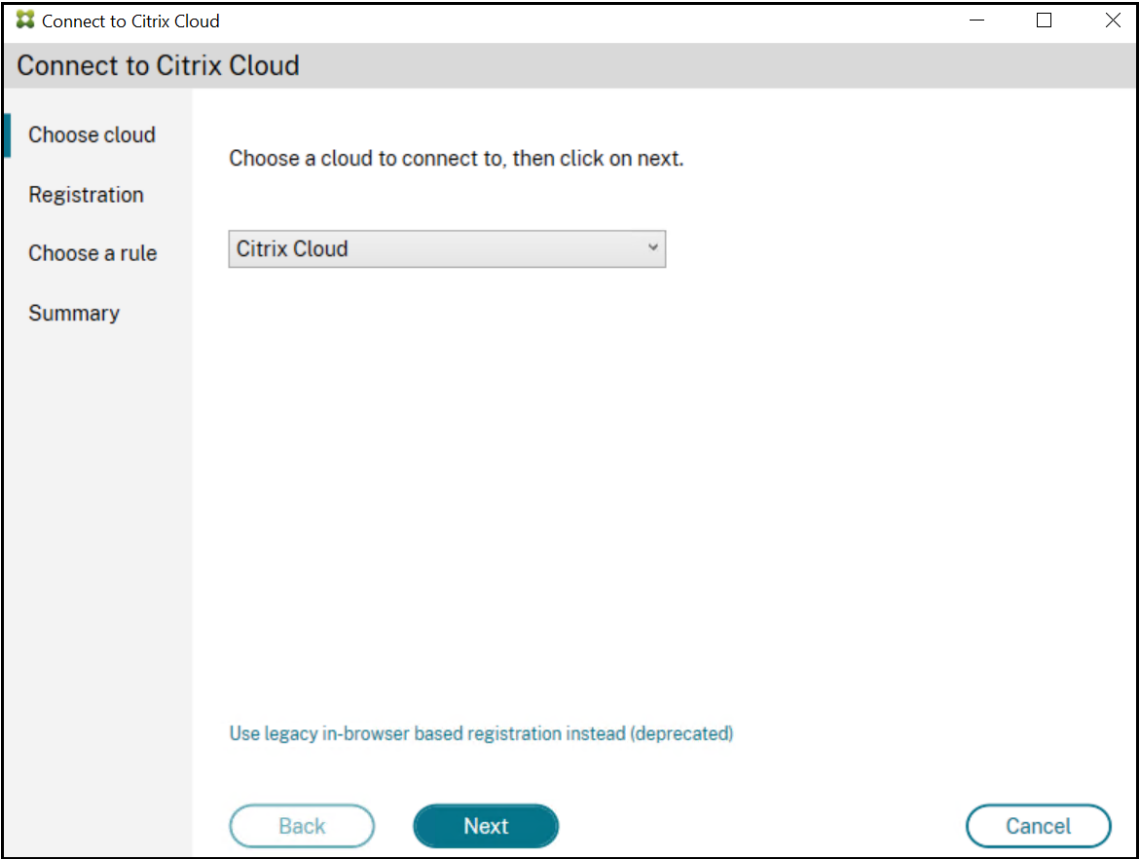 Connect to Citrix Cloud
Connect to Citrix Cloud
Choose cloud
Registration
Choose a rule
Summary
Choose a cloud to connect to, then click on next.
Citrix Cloud
Use legacy in-browser based registration instead (deprecated)
Back
Next
Cancel